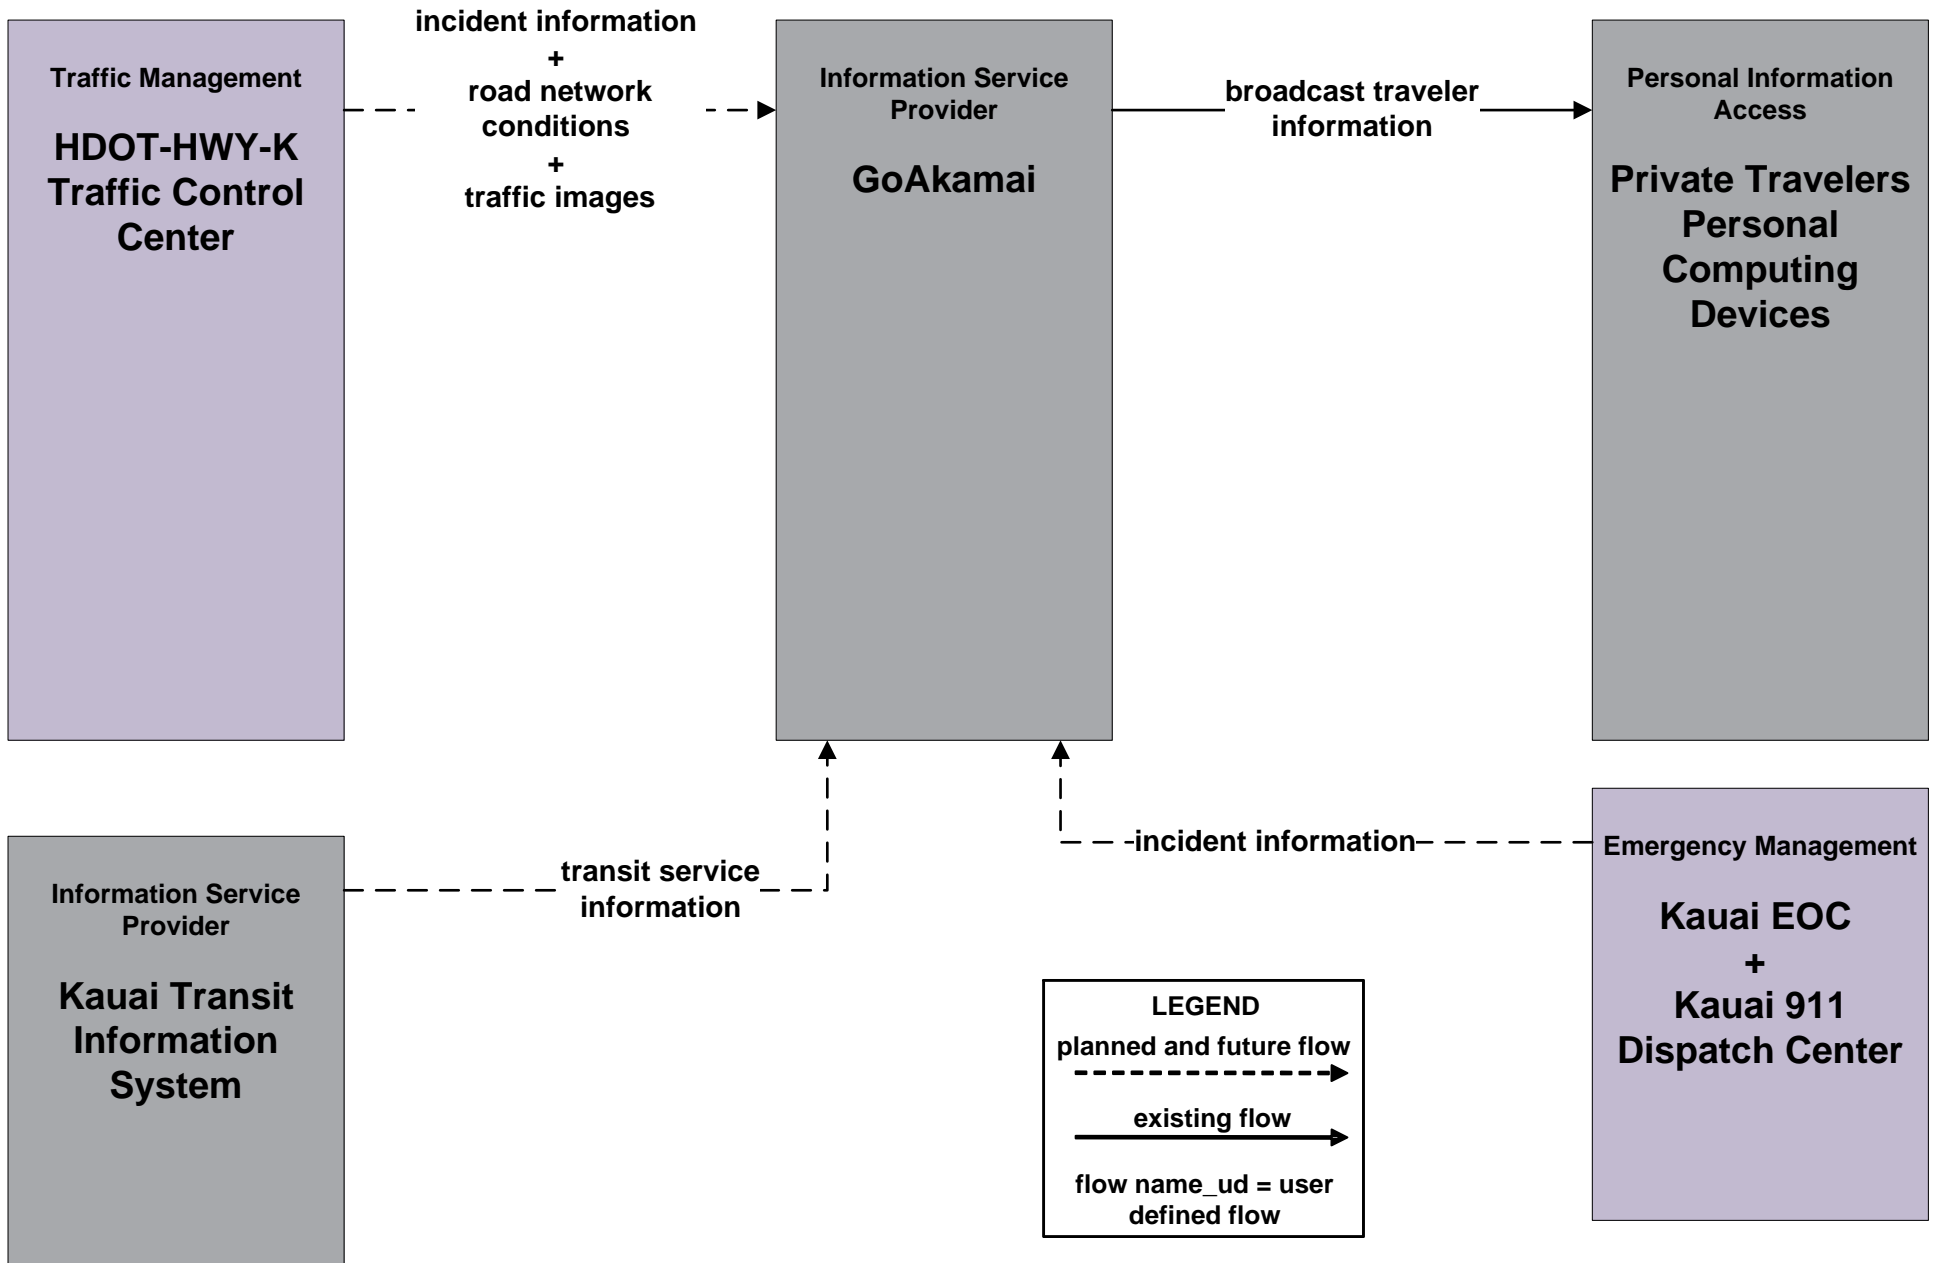 Traffic Management
HDOT-HWY-K
Traffic Control
Center
incident information
+
road network
conditions
+
traffic images
Information Service
Provider
GoAkamai
broadcast traveler
information
Personal Information
Access
Private Travelers
Personal
Computing
Devices
Information Service
Provider
Kauai Transit
Information
System
transit service
information
incident information
Emergency Management
Kauai EOC
+
Kauai 911
Dispatch Center
LEGEND
planned and future flow
existing flow
flow name_ud = user
defined flow